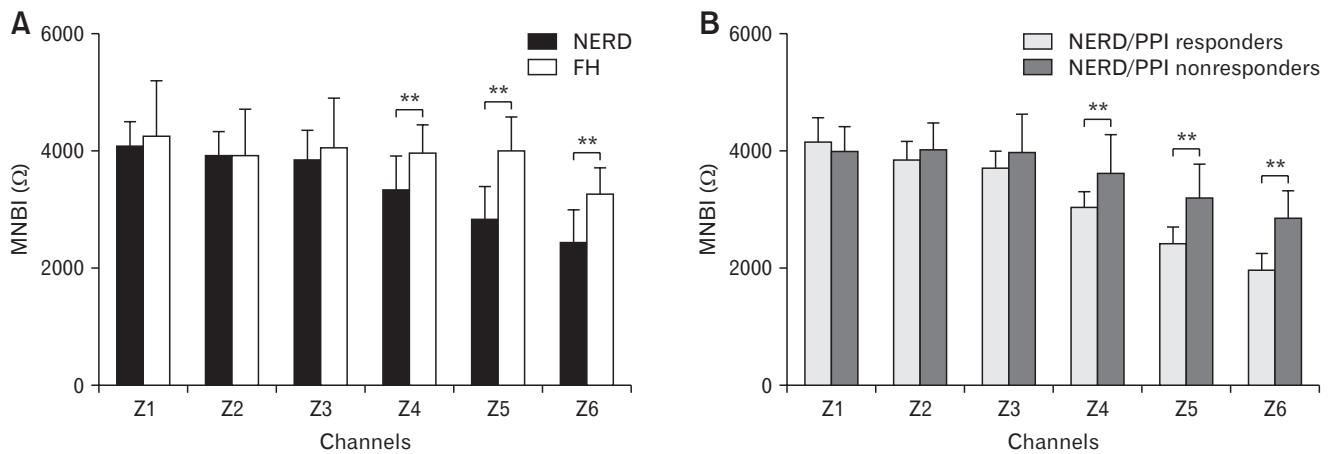 A
6000
4000
2000
0
MNBI (Ω)
NERD
FH
**
**
**
Z1 Z2 Z3 Z4 Z5 Z6
Channels
B
6000
4000
2000
0
MNBI (Ω)
NERD/PPI responders
NERD/PPI nonresponders
**
**
**
Z1 Z2 Z3 Z4 Z5 Z6
Channels